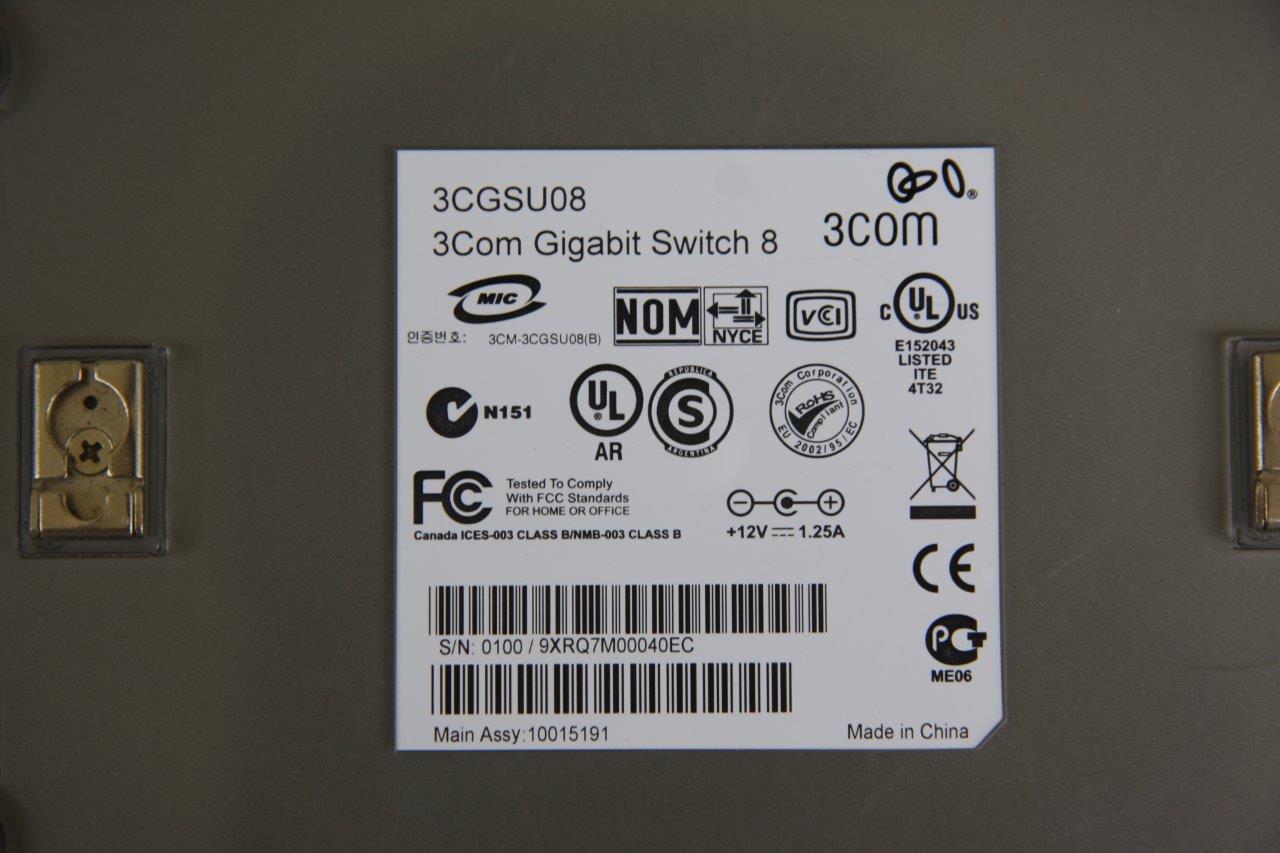 3CGSU08
3Com Gigabit Switch 8
®
3COM
MIC
인증번호: 3CM-3CGSU08(B)
NOM
NYCE
VCI
C UL ® US
E152043
LISTED
ITE
4T32
N151
UL ®
AR
REPUBLICA
S
ARGENTINA
3Com Corporation
RoHS
Compliant
EU 2002/95/EC
FCC
Tested To Comply
With FCC Standards
FOR HOME OR OFFICE
Canada ICES-003 CLASS B/NMB-003 CLASS B
+12V 1.25A
CE
S/N: 0100 / 9XRQ7M00040EC
ME06
Main Assy:10015191
Made in China